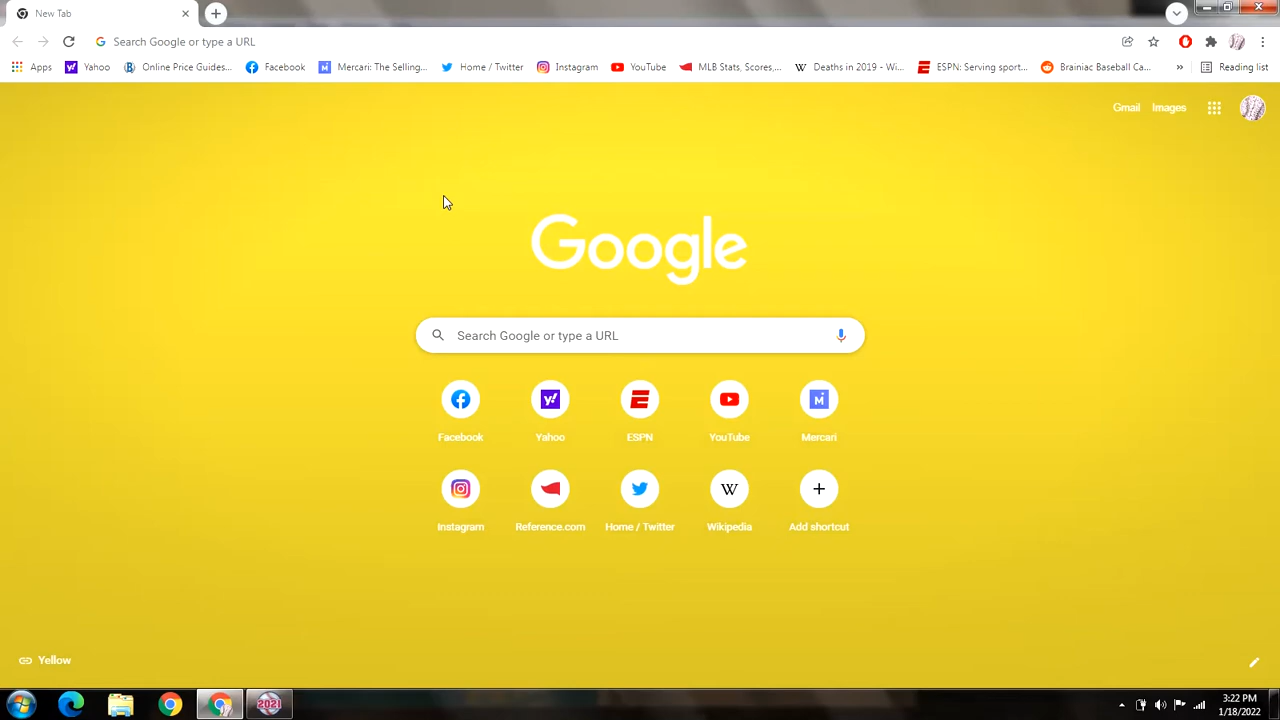 New Tab
Search Google or type a URL
Apps Yahoo Online Price Guides... Facebook Mercari: The Selling... Home / Twitter Instagram YouTube MLB Stats, Scores,... Deaths in 2019 - Wi... ESPN: Serving sport... Brainiac Baseball Ca... » Reading list
Gmail Images
Google
Search Google or type a URL
Facebook Yahoo ESPN YouTube Mercari
Instagram Reference.com Home / Twitter Wikipedia Add shortcut
Yellow
2021
3:22 PM
1/18/2022